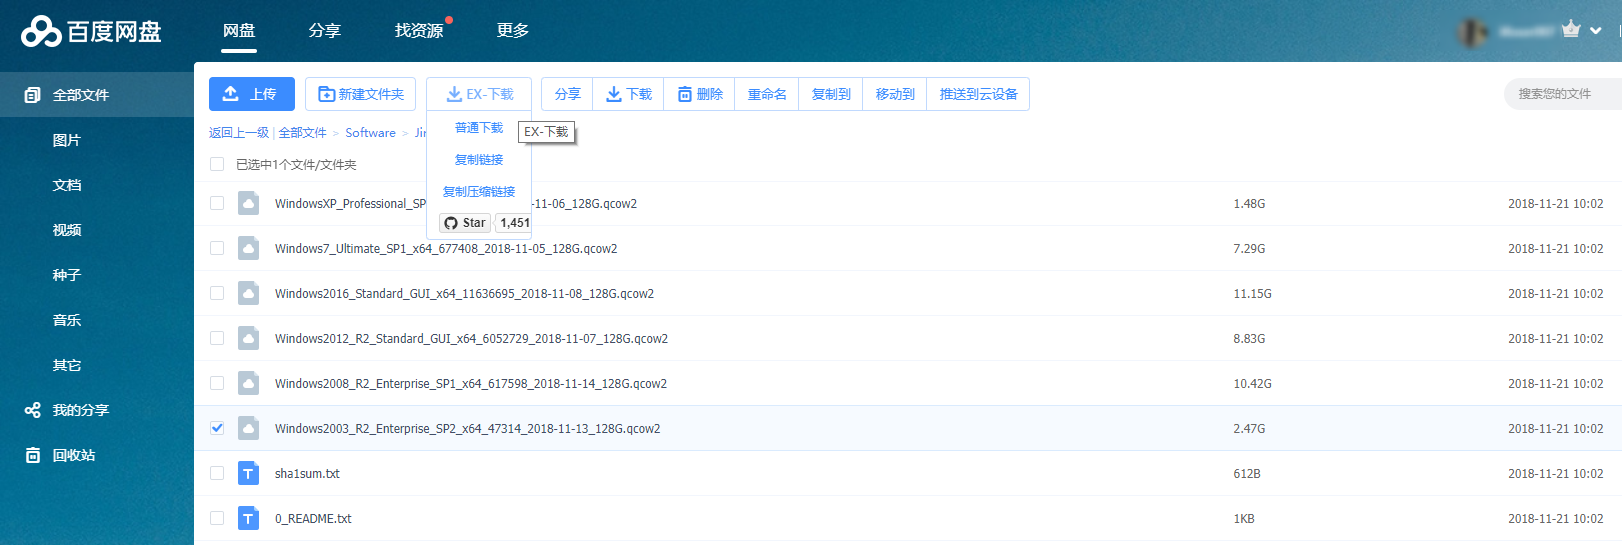 百度网盘 网盘 分享 找资源 更多
全部文件
图片
文档
视频
种子
音乐
其它
我的分享
回收站
上传 新建文件夹 EX-下载 分享 下载 删除 重命名 复制到 移动到 推送到云设备 搜索您的文件
返回上一级 | 全部文件 > Software >
普通下载
EX-下载
复制链接
复制压缩链接
Star 1,451
已选中1个文件/文件夹
WindowsXP_Professional_SP -11-06_128G.qcow2 1.48G 2018-11-21 10:02
Windows7_Ultimate_SP1_x64_677408_2018-11-05_128G.qcow2 7.29G 2018-11-21 10:02
Windows2016_Standard_GUI_x64_11636695_2018-11-08_128G.qcow2 11.15G 2018-11-21 10:02
Windows2012_R2_Standard_GUI_x64_6052729_2018-11-07_128G.qcow2 8.83G 2018-11-21 10:02
Windows2008_R2_Enterprise_SP1_x64_617598_2018-11-14_128G.qcow2 10.42G 2018-11-21 10:02
Windows2003_R2_Enterprise_SP2_x64_47314_2018-11-13_128G.qcow2 2.47G 2018-11-21 10:02
sha1sum.txt 612B 2018-11-21 10:02
0_README.txt 1KB 2018-11-21 10:02